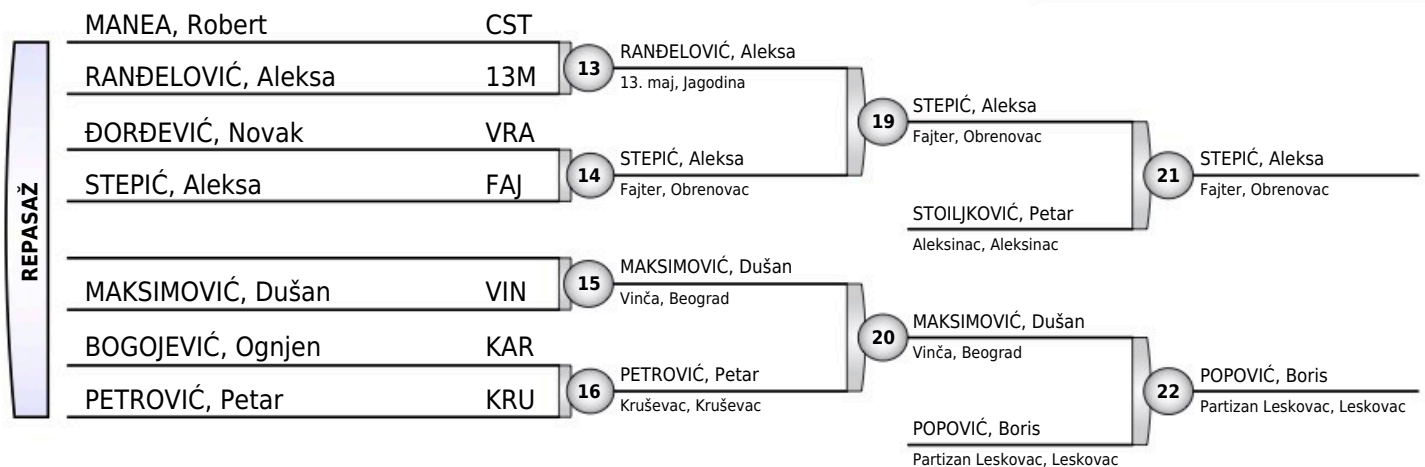 REPASAŽ
MANEA, Robert CST
RANĐELOVIĆ, Aleksa 13M
ĐORĐEVIĆ, Novak VRA
STEPIĆ, Aleksa FAJ
MAKSIMOVIĆ, Dušan VIN
BOGOJEVIĆ, Ognjen KAR
PETROVIĆ, Petar KRU
13
RANĐELOVIĆ, Aleksa
13. maj, Jagodina
14
STEPIĆ, Aleksa
Fajter, Obrenovac
15
MAKSIMOVIĆ, Dušan
Vinča, Beograd
16
PETROVIĆ, Petar
Kruševac, Kruševac
19
STEPIĆ, Aleksa
Fajter, Obrenovac
STOILJKOVIĆ, Petar
Aleksinac, Aleksinac
20
MAKSIMOVIĆ, Dušan
Vinča, Beograd
POPOVIĆ, Boris
Partizan Leskovac, Leskovac
21
STEPIĆ, Aleksa
Fajter, Obrenovac
22
POPOVIĆ, Boris
Partizan Leskovac, Leskovac